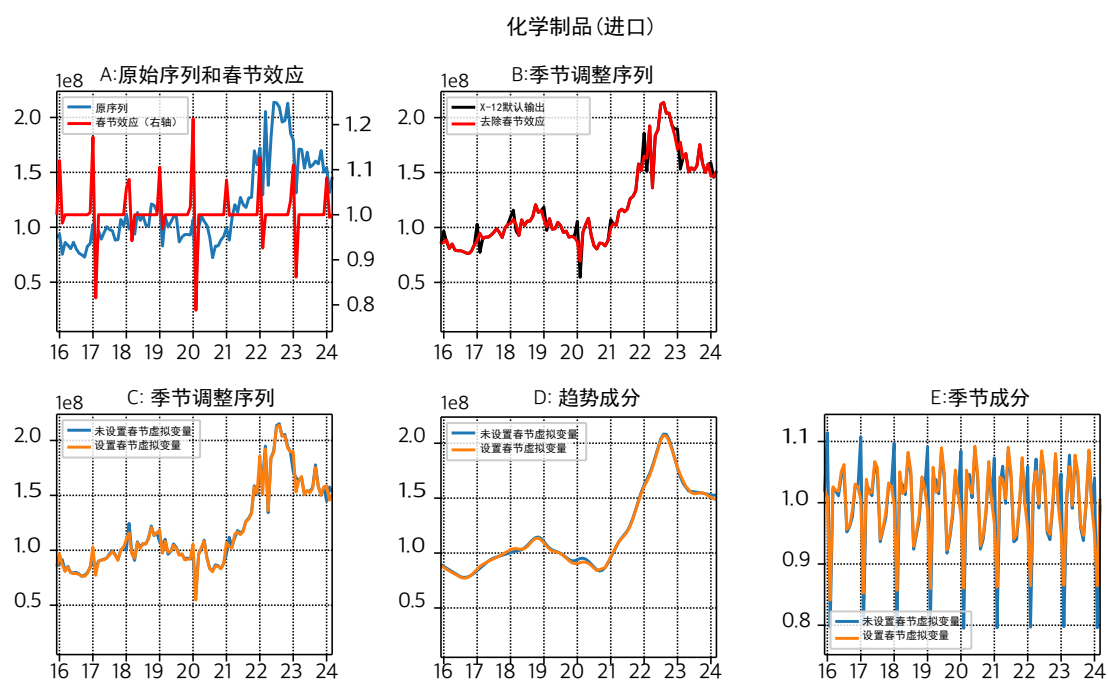 化学制品(进口)
A:原始序列和春节效应
1e8
原序列
春节效应（右轴）
2.0
1.5
1.0
0.5
1.2
1.1
1.0
0.9
0.8
16 17 18 19 20 21 22 23 24
B:季节调整序列
1e8
X-12默认输出
去除春节效应
2.0
1.5
1.0
0.5
16 17 18 19 20 21 22 23 24
C: 季节调整序列
1e8
未设置春节虚拟变量
设置春节虚拟变量
2.0
1.5
1.0
0.5
16 17 18 19 20 21 22 23 24
D: 趋势成分
1e8
未设置春节虚拟变量
设置春节虚拟变量
2.0
1.5
1.0
0.5
16 17 18 19 20 21 22 23 24
E:季节成分
1.1
1.0
0.9
0.8
未设置春节虚拟变量
设置春节虚拟变量
16 17 18 19 20 21 22 23 24